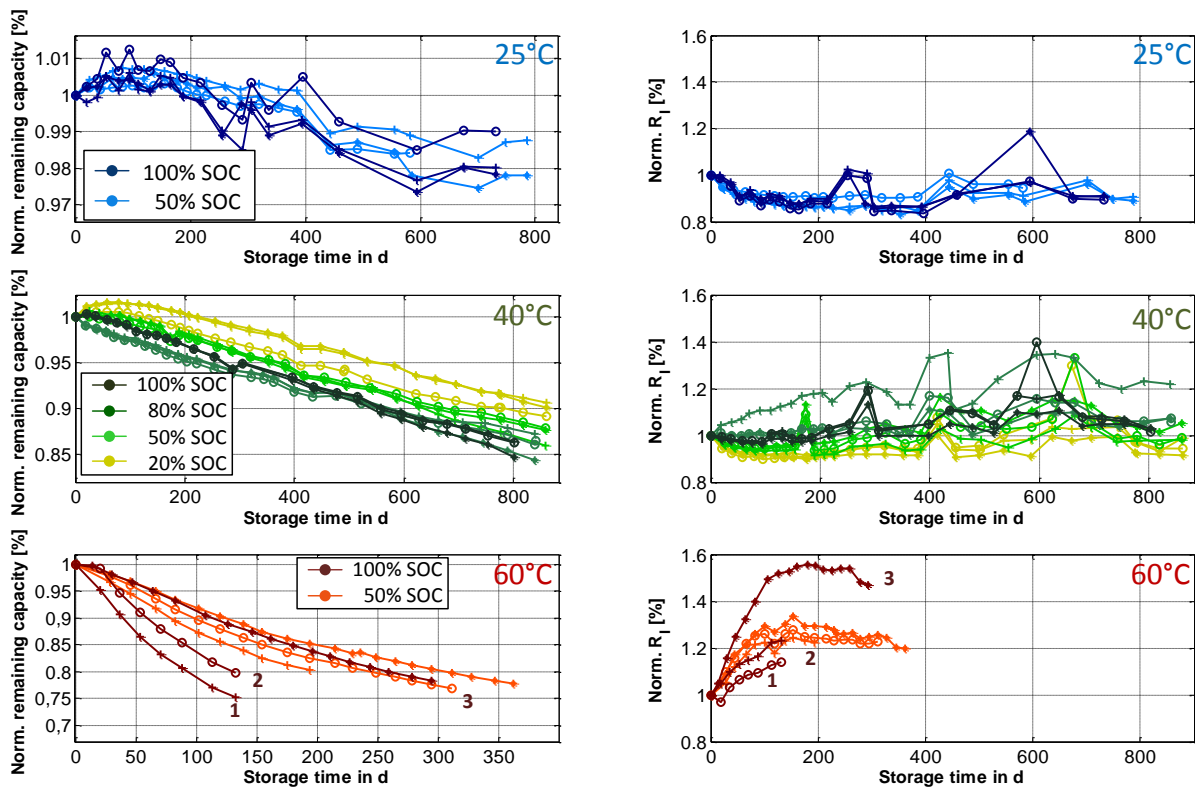 Norm. remaining capacity [%]
1.01
1
0.99
0.98
0.97
25°C
100% SOC
50% SOC
0 200 400 600 800
Storage time in d
Norm. R_I [%]
1.6
1.4
1.2
1
0.8
25°C
0 200 400 600 800
Storage time in d
Norm. remaining capacity [%]
1
0.95
0.9
0.85
40°C
100% SOC
80% SOC
50% SOC
20% SOC
0 200 400 600 800
Storage time in d
Norm. R_I [%]
1.6
1.4
1.2
1
0.8
40°C
0 200 400 600 800
Storage time in d
Norm. remaining capacity [%]
1
0.95
0.9
0.85
0.8
0.75
0,7
60°C
100% SOC
50% SOC
2
1
3
0 50 100 150 200 250 300 350
Storage time in d
Norm. R_I [%]
1.6
1.4
1.2
1
0.8
60°C
3
2
1
0 200 400 600 800
Storage time in d